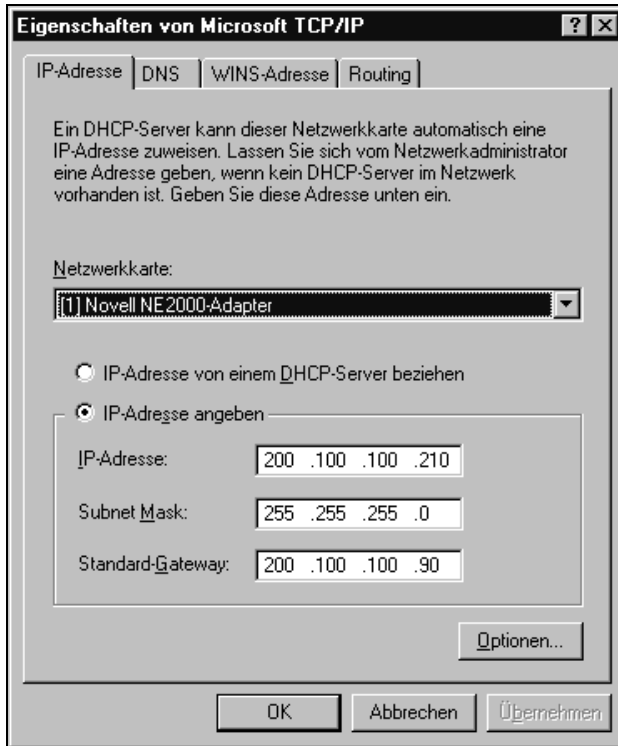 Eigenschaften von Microsoft TCP/IP
IP-Adresse DNS WINS-Adresse Routing
Ein DHCP-Server kann dieser Netzwerkkarte automatisch eine
IP-Adresse zuweisen. Lassen Sie sich vom Netzwerkadministrator
eine Adresse geben, wenn kein DHCP-Server im Netzwerk
vorhanden ist. Geben Sie diese Adresse unten ein.
Netzwerkkarte:
[1] Novell NE2000-Adapter
IP-Adresse von einem DHCP-Server beziehen
IP-Adresse angeben
IP-Adresse: 200 .100 .100 .210
Subnet Mask: 255 .255 .255 .0
Standard-Gateway: 200 .100 .100 .90
Optionen...
OK Abbrechen Übernehmen